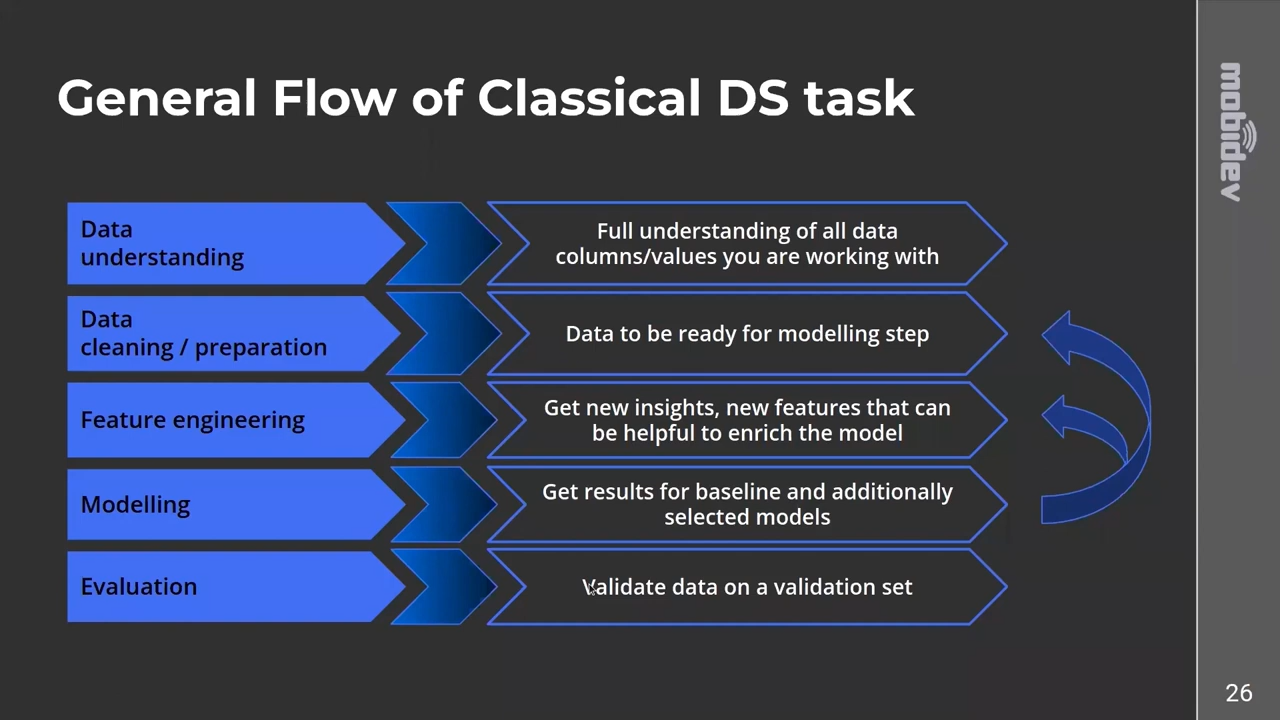 General Flow of Classical DS task
Data
understanding
Full understanding of all data
columns/values you are working with
Data
cleaning / preparation
Data to be ready for modelling step
Feature engineering
Get new insights, new features that can
be helpful to enrich the model
Modelling
Get results for baseline and additionally
selected models
Evaluation
Validate data on a validation set
mobidev
26